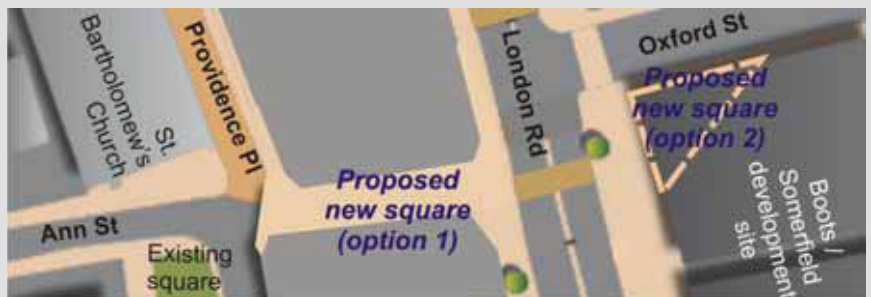 St.
Bartholomew's
Church
Providence Pl
London Rd
Oxford St
Proposed
new square
(option 2)
Proposed
new square
(option 1)
Ann St
Existing
square
Boots /
Somerfield
development
site